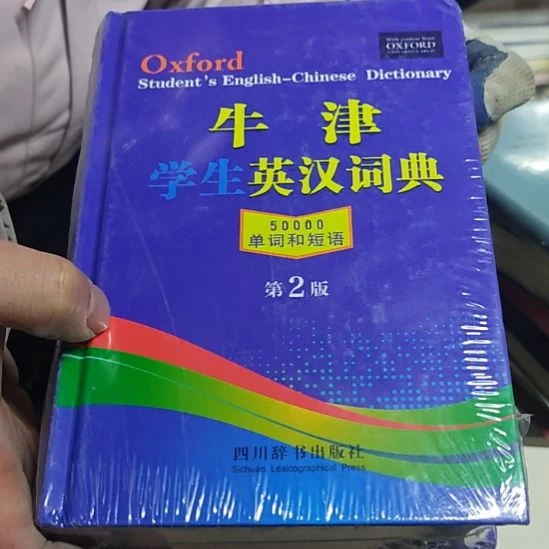 Oxford
OXFORD
Student's English-Chinese Dictionary
牛津
学生英汉词典
50000
单词和短语
第2版
四川辞书出版社
Sichuan Lexicographical Press